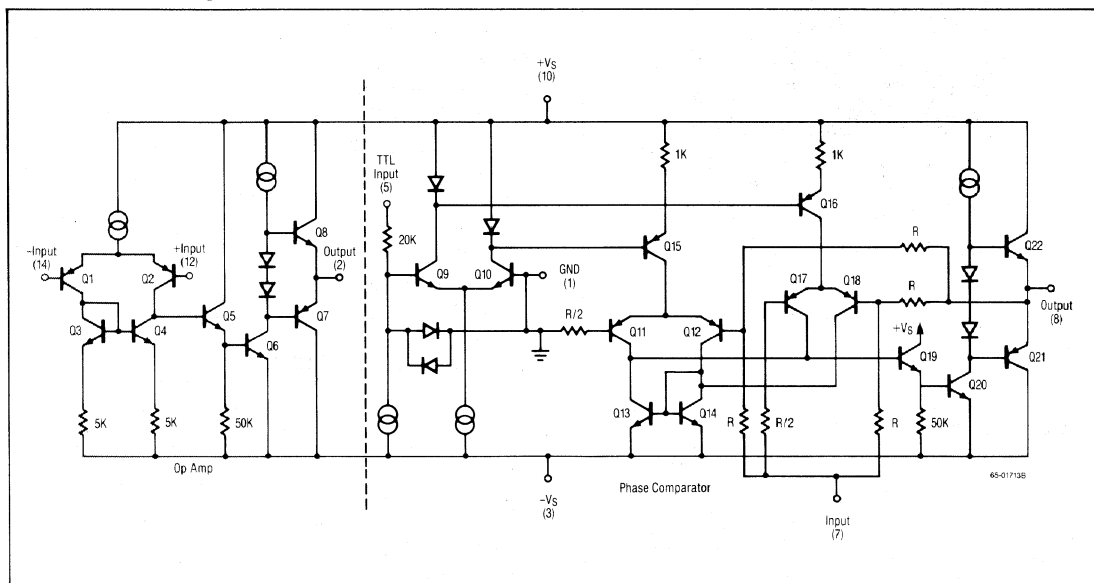 +VS
(10)
TTL
Input
(5)
1K
1K
Q8
20K
Q16
R
Q22
-Input
(14)
+Input
(12)
Output
(2)
Q15
Q1
Q2
Q9
Q10
GND
(1)
Q17
Q18
R
Output
(8)
Q3
Q4
Q5
Q7
R/2
Q11
Q12
+VS
Q6
Q19
Q21
Q20
Q13
Q14
R
R/2
R
50K
5K
5K
50K
65-01713B
Op Amp
-VS
(3)
Phase Comparator
Input
(7)